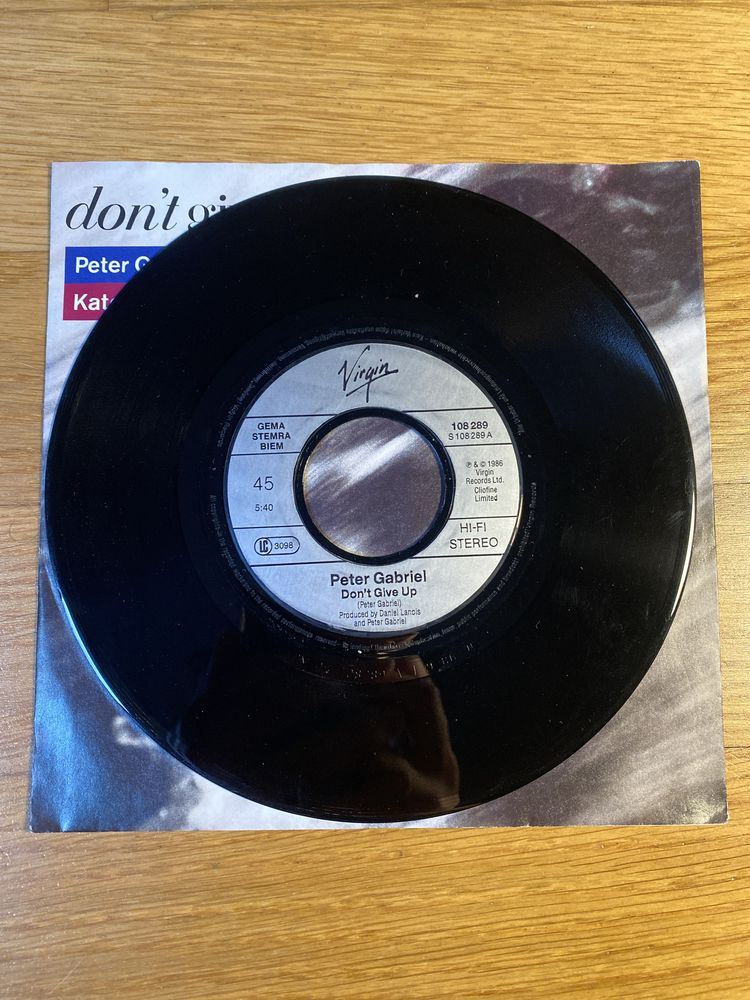 don't gi
Peter G
Kat
Virgin
GEMA
STEMRA
BIEM
108 289
S 108 289 A
45
5:40
℗ & © 1986
Virgin
Records Ltd.
Cliofine
Limited
LC 3098
HI-FI
STEREO
Peter Gabriel
Don't Give Up
(Peter Gabriel)
Produced by Daniel Lanois
and Peter Gabriel